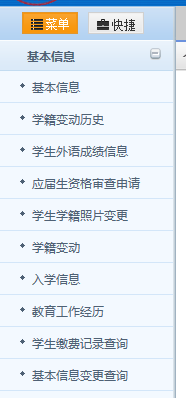 菜单 快捷
基本信息
基本信息
学籍变动历史
学生外语成绩信息
应届生资格审查申请
学生学籍照片变更
学籍变动
入学信息
教育工作经历
学生缴费记录查询
基本信息变更查询